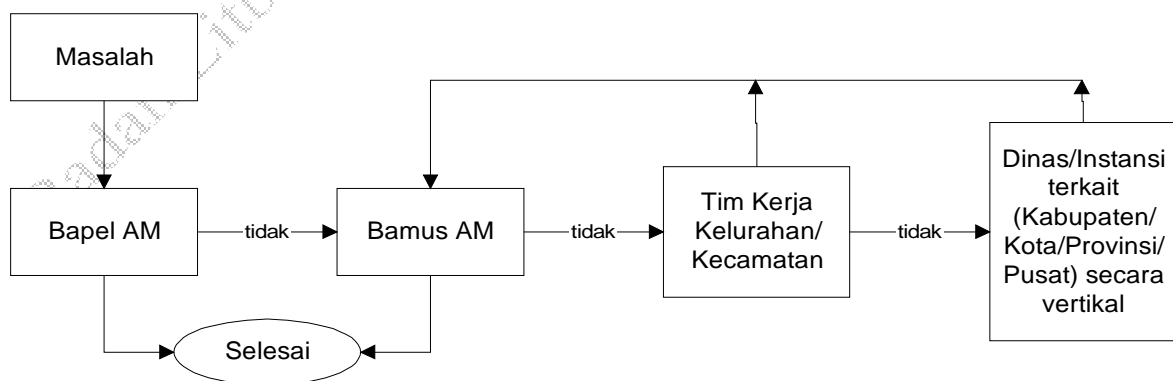 Masalah
Bapel AM
tidak
Bamus AM
tidak
Tim Kerja
Kelurahan/
Kecamatan
tidak
Dinas/Instansi
terkait
(Kabupaten/
Kota/Provinsi/
Pusat) secara
vertikal
Selesai